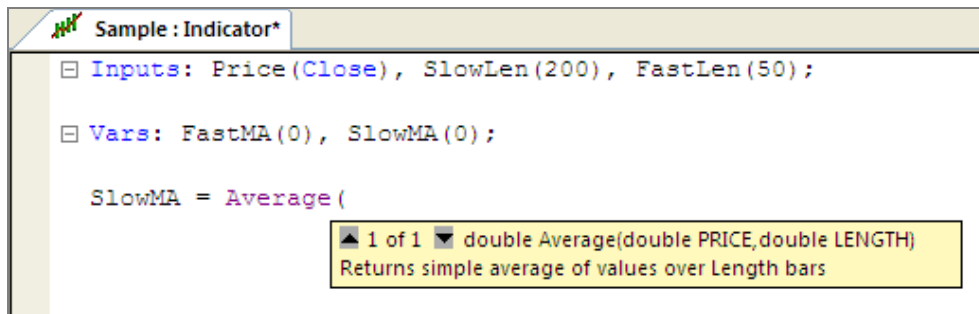 Sample : Indicator*
Inputs: Price(Close), SlowLen(200), FastLen(50);
Vars: FastMA(0), SlowMA(0);
SlowMA = Average(
1 of 1 double Average(double PRICE,double LENGTH)
Returns simple average of values over Length bars